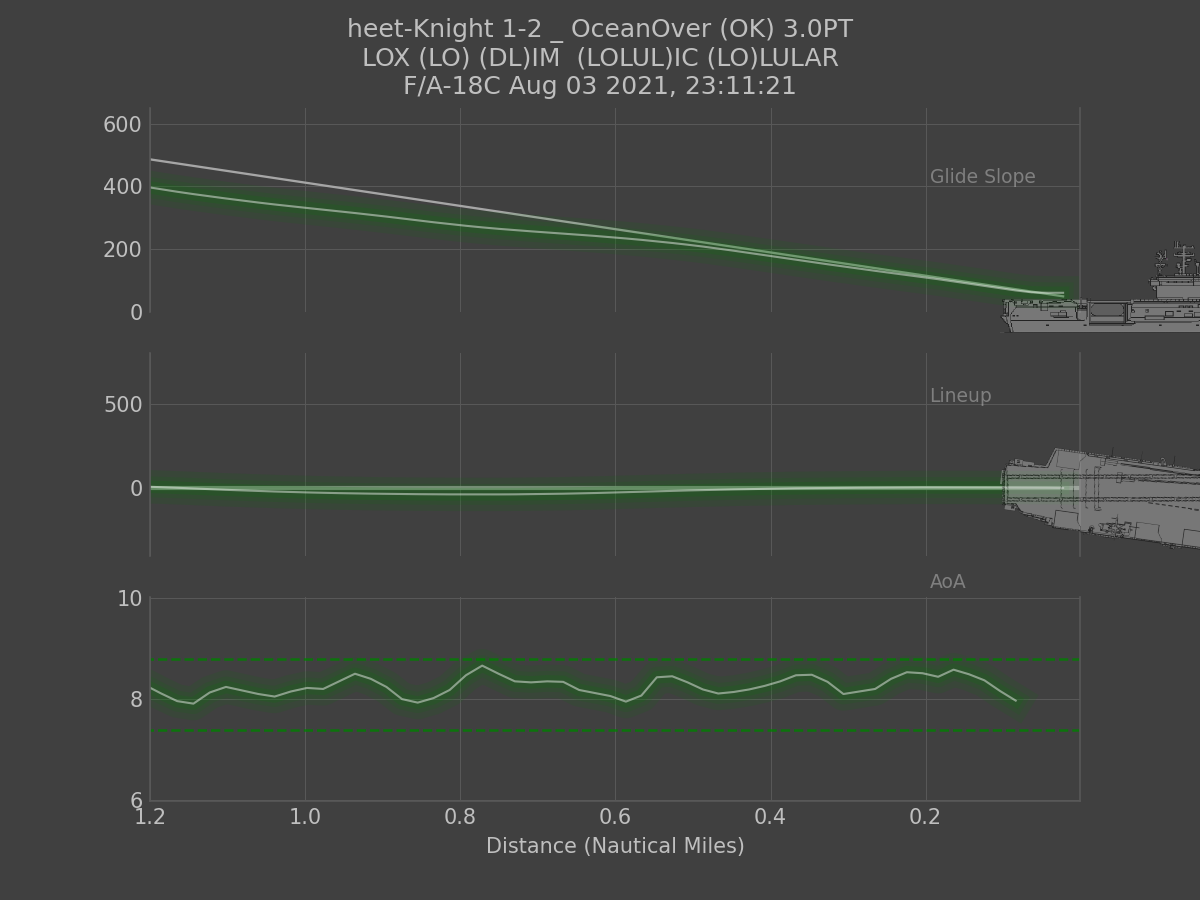 heet-Knight 1-2 _ OceanOver (OK) 3.0PT
LOX (LO) (DL)IM  (LOLUL)IC (LO)LULAR
F/A-18C Aug 03 2021, 23:11:21
600
400
200
0
Glide Slope
500
0
Lineup
AoA
10
8
6
1.2 1.0 0.8 0.6 0.4 0.2
Distance (Nautical Miles)